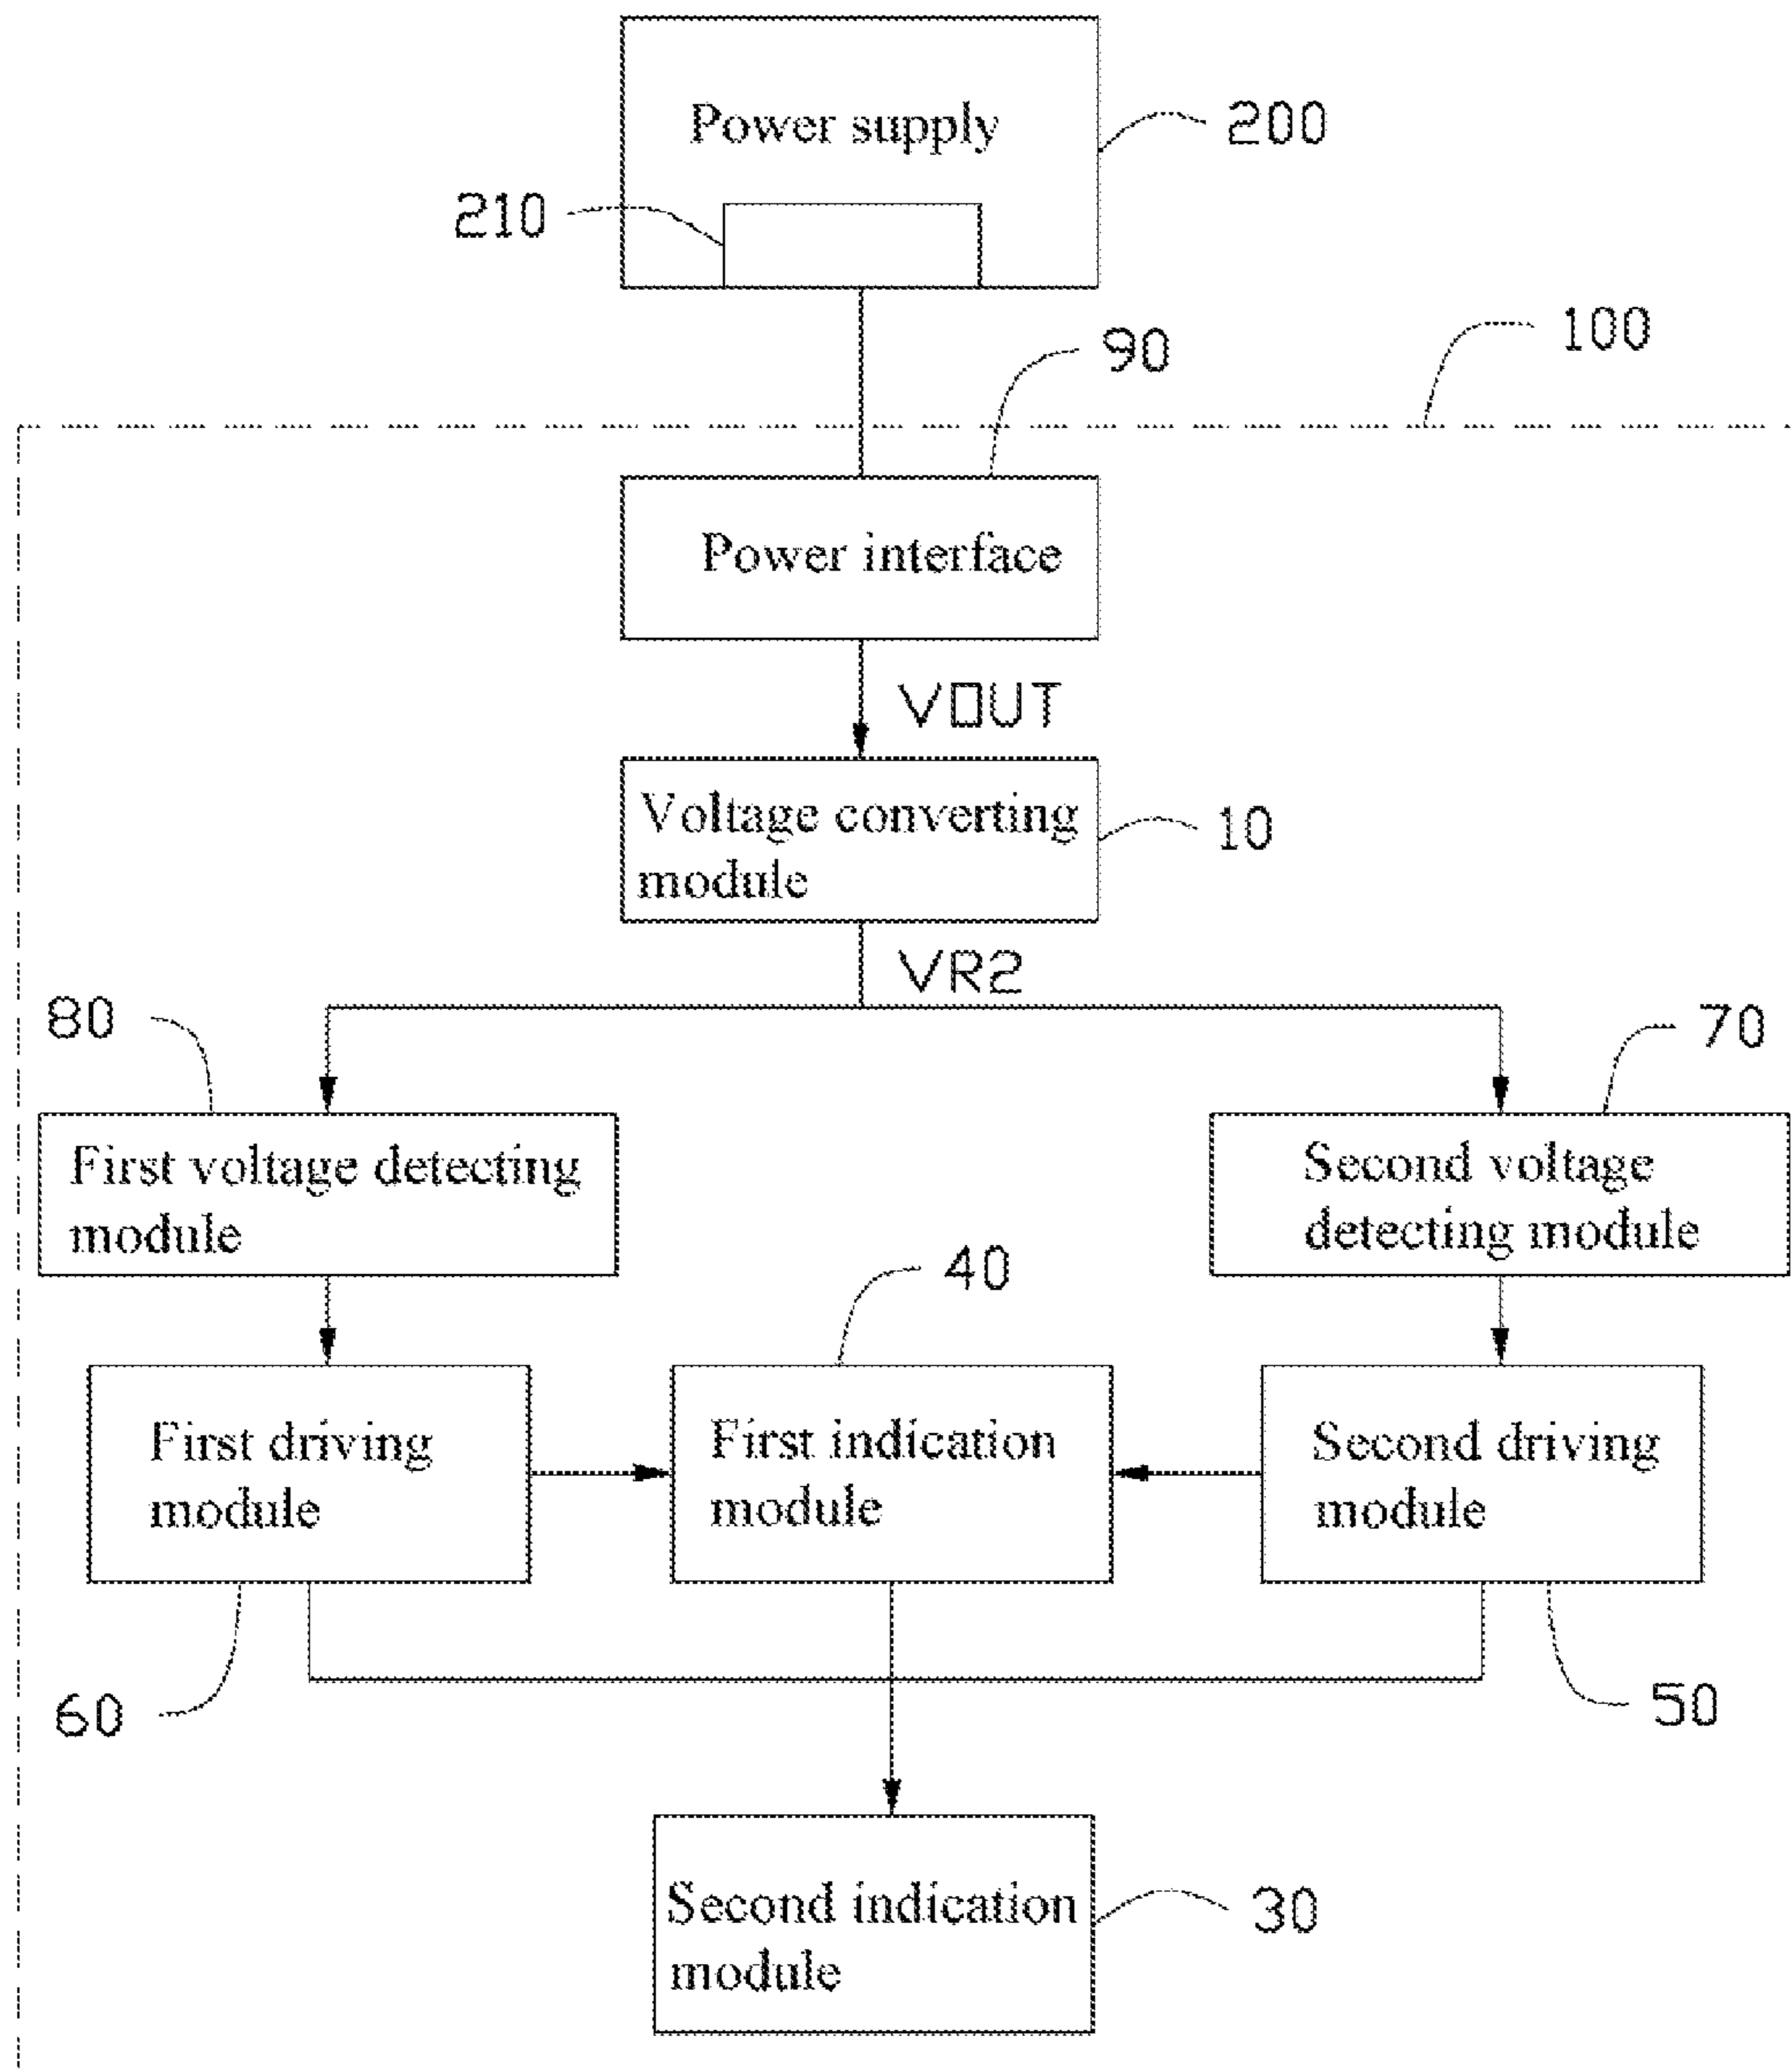 Power supply
200
210
100
90
Power interface
VOUT
Voltage converting
module
10
VR2
80
70
First voltage detecting
module
Second voltage
detecting module
40
First driving
module
First indication
module
Second driving
module
60
50
Second indication
module
30